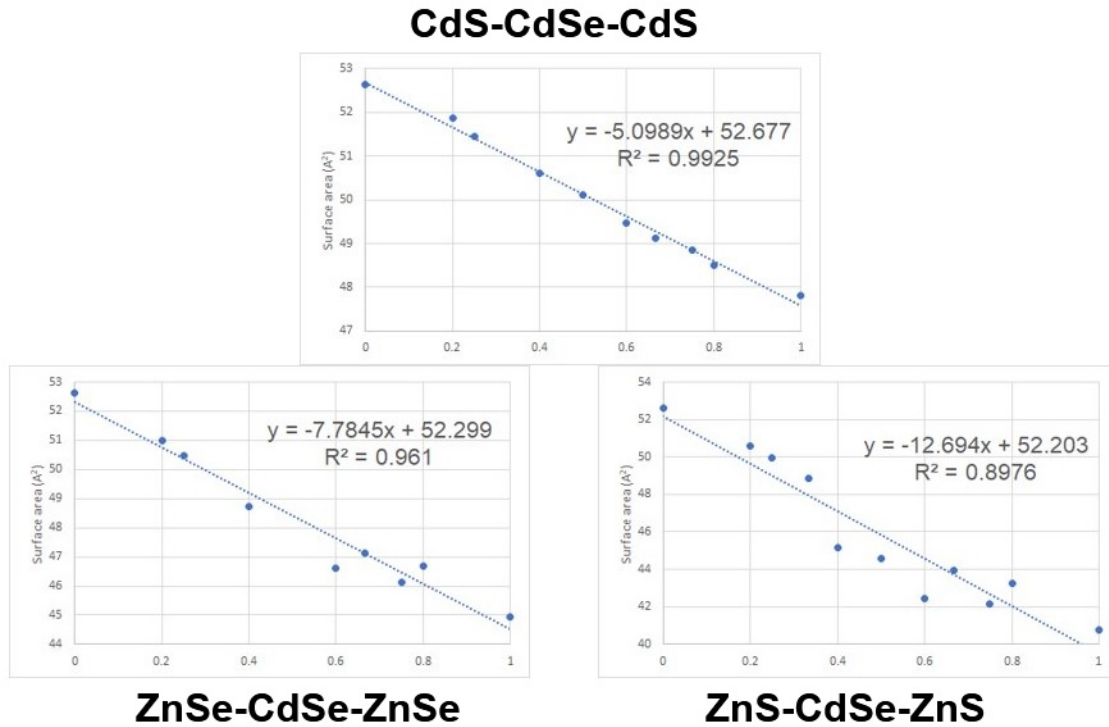 CdS-CdSe-CdS
53
52
51
50
49
48
47
Surface area (A²)
y = -5.0989x + 52.677
R² = 0.9925
0 0.2 0.4 0.6 0.8 1
53
52
51
50
49
48
47
46
45
44
Surface area (A²)
y = -7.7845x + 52.299
R² = 0.961
0 0.2 0.4 0.6 0.8 1
ZnSe-CdSe-ZnSe
54
52
50
48
46
44
42
40
Surface area (A²)
y = -12.694x + 52.203
R² = 0.8976
0 0.2 0.4 0.6 0.8 1
ZnS-CdSe-ZnS